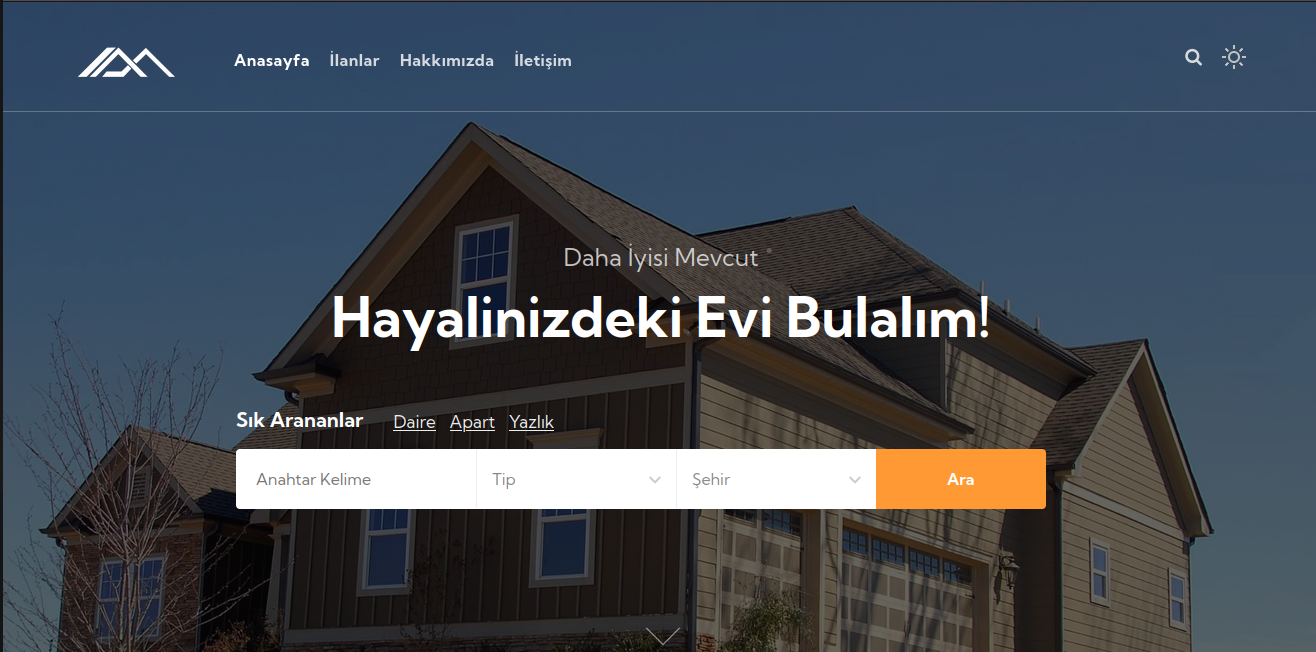 Anasayfa İlanlar Hakkımızda İletişim
Daha İyisi Mevcut
Hayalinizdeki Evi Bulalım!
Sık Arananlar Daire Apart Yazlık
Anahtar Kelime Tip Şehir Ara